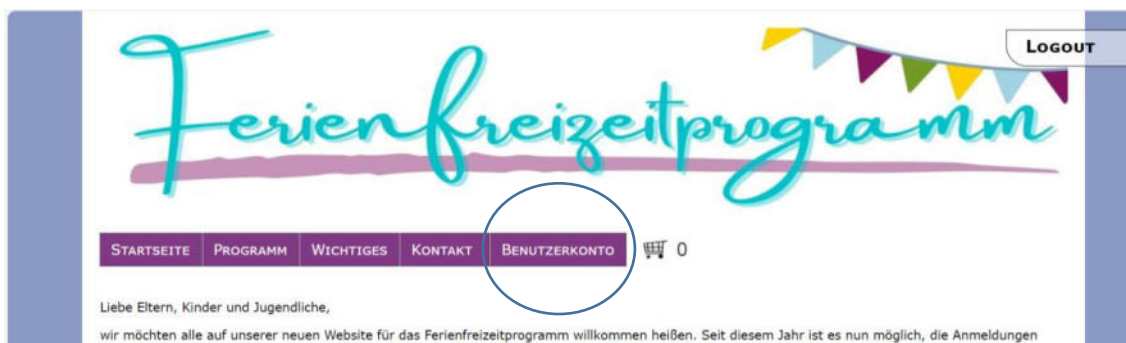 LOGOUT
Ferienfreizeitprogramm
STARTSEITE PROGRAMM WICHTIGES KONTAKT BENUTZERKONTO 0
Liebe Eltern, Kinder und Jugendliche,
wir möchten alle auf unserer neuen Website für das Ferienfreizeitprogramm willkommen heißen. Seit diesem Jahr ist es nun möglich, die Anmeldungen